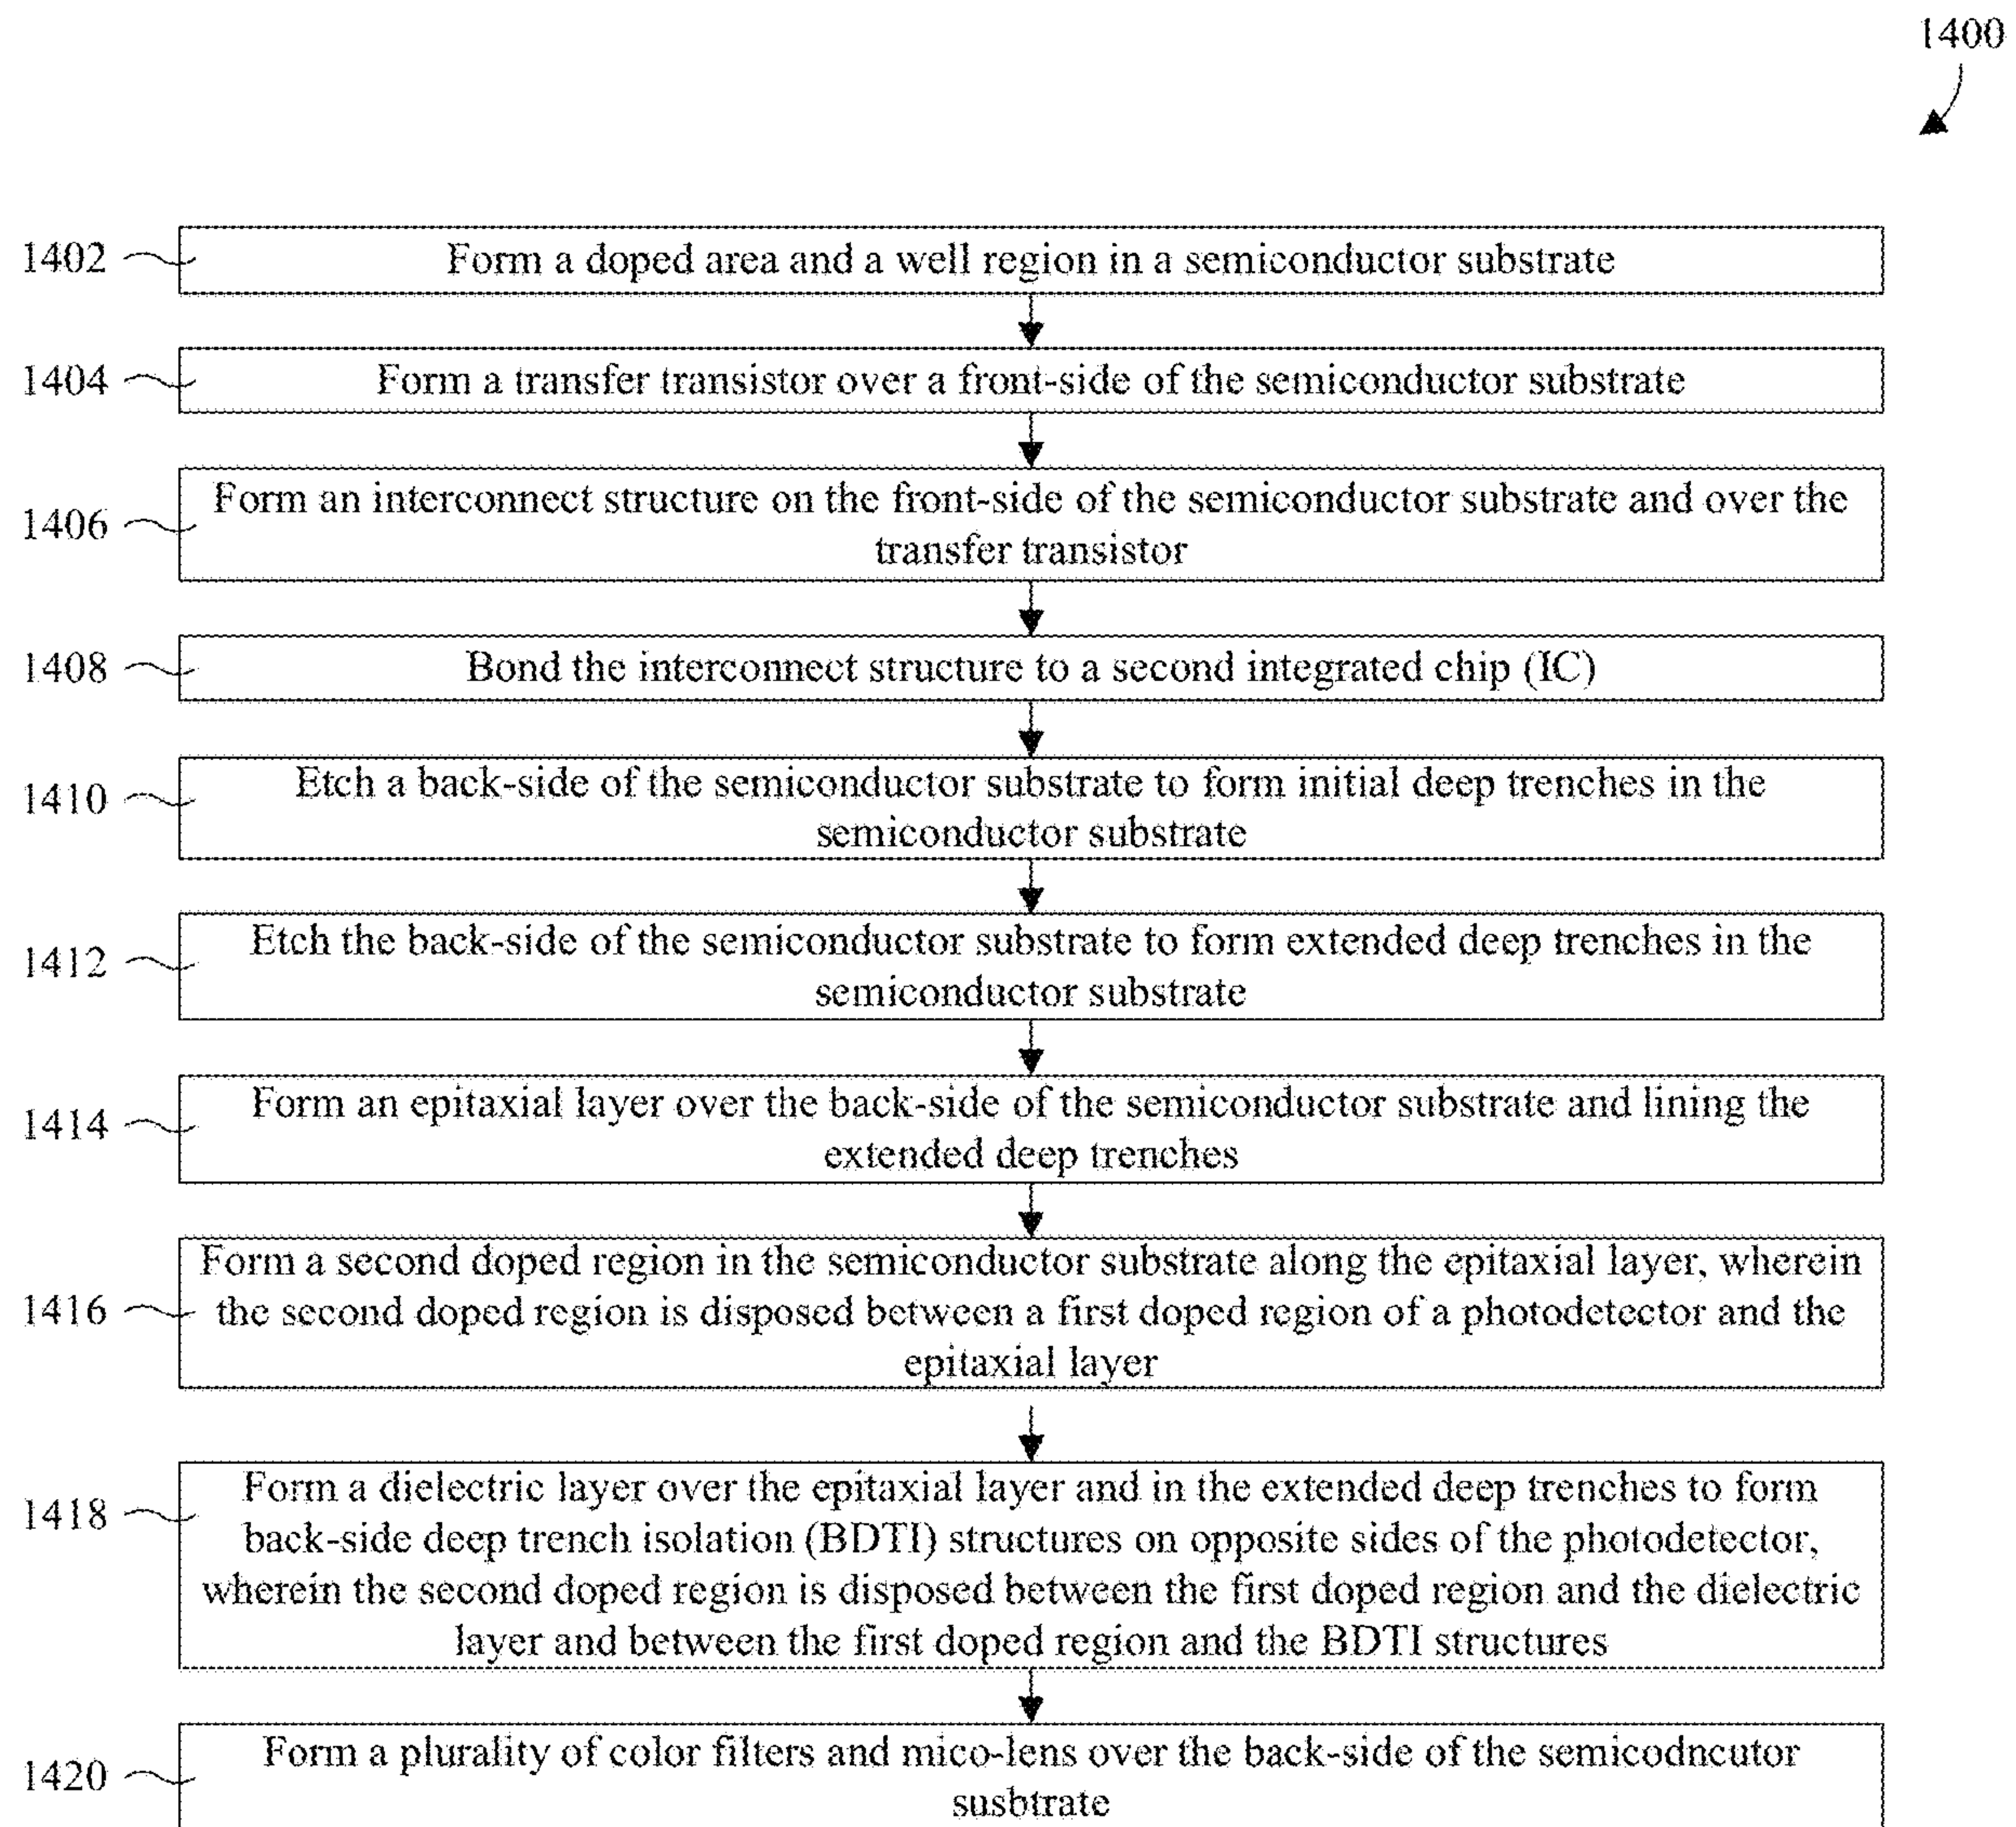 1400
1402
Form a doped area and a well region in a semiconductor substrate
1404
Form a transfer transistor over a front-side of the semiconductor substrate
1406
Form an interconnect structure on the front-side of the semiconductor substrate and over the
transfer transistor
1408
Bond the interconnect structure to a second integrated chip (IC)
1410
Etch a back-side of the semiconductor substrate to form initial deep trenches in the
semiconductor substrate
1412
Etch the back-side of the semiconductor substrate to form extended deep trenches in the
semiconductor substrate
1414
Form an epitaxial layer over the back-side of the semiconductor substrate and lining the
extended deep trenches
1416
Form a second doped region in the semiconductor substrate along the epitaxial layer, wherein
the second doped region is disposed between a first doped region of a photodetector and the
epitaxial layer
1418
Form a dielectric layer over the epitaxial layer and in the extended deep trenches to form
back-side deep trench isolation (BDTI) structures on opposite sides of the photodetector,
wherein the second doped region is disposed between the first doped region and the dielectric
layer and between the first doped region and the BDTI structures
1420
Form a plurality of color filters and mico-lens over the back-side of the semicodncutor
susbtrate